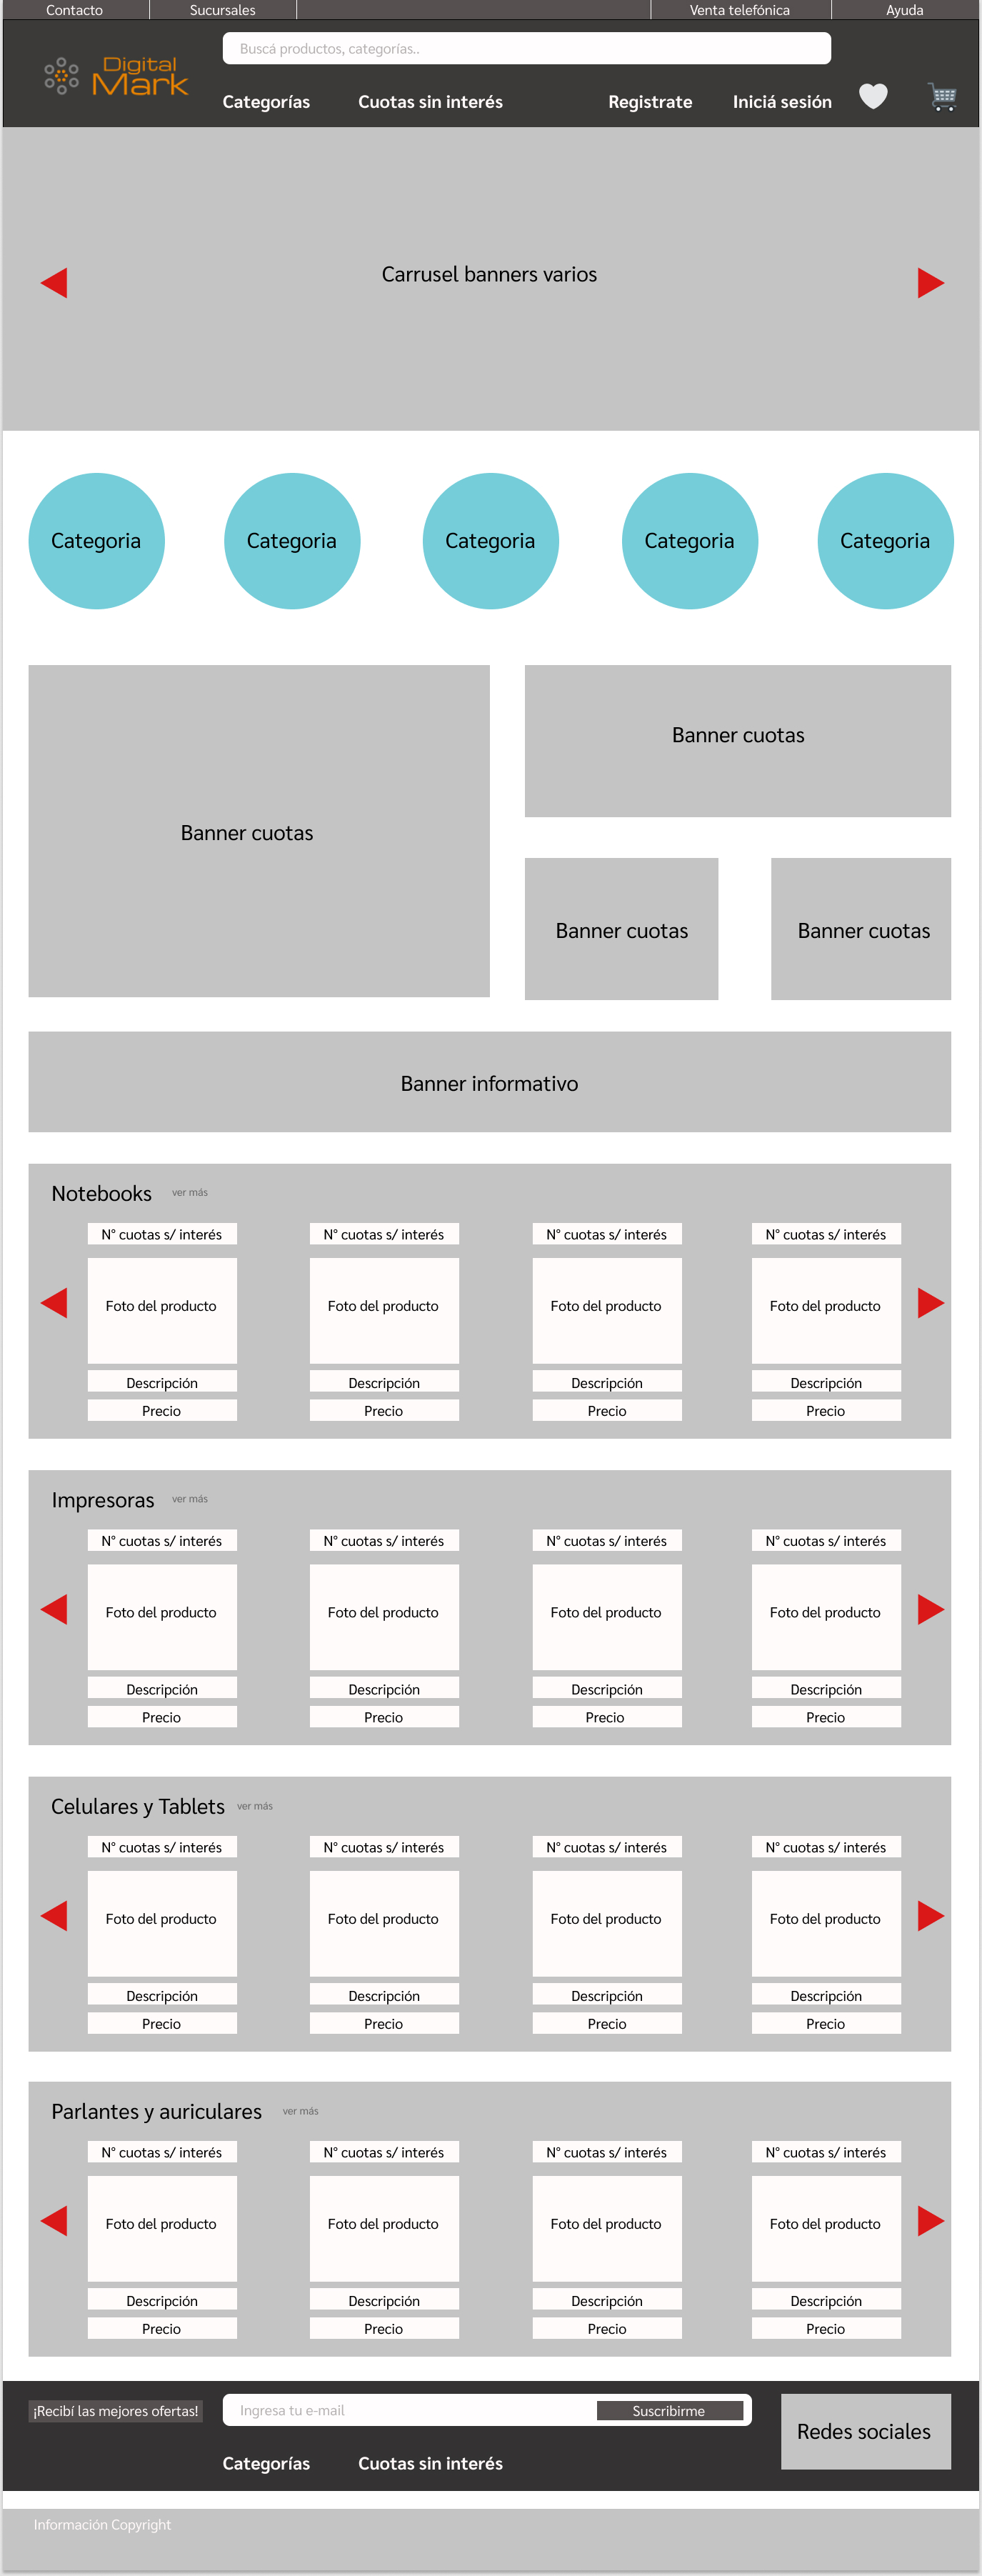 Contacto
Sucursales
Venta telefónica
Ayuda
Digital
Mark
Buscá productos, categorías..
Categorías
Cuotas sin interés
Registrate
Iniciá sesión
Carrusel banners varios
Categoria
Categoria
Categoria
Categoria
Categoria
Banner cuotas
Banner cuotas
Banner cuotas
Banner cuotas
Banner informativo
Notebooks
ver más
N° cuotas s/ interés
N° cuotas s/ interés
N° cuotas s/ interés
N° cuotas s/ interés
Foto del producto
Foto del producto
Foto del producto
Foto del producto
Descripción
Descripción
Descripción
Descripción
Precio
Precio
Precio
Precio
Impresoras
ver más
N° cuotas s/ interés
N° cuotas s/ interés
N° cuotas s/ interés
N° cuotas s/ interés
Foto del producto
Foto del producto
Foto del producto
Foto del producto
Descripción
Descripción
Descripción
Descripción
Precio
Precio
Precio
Precio
Celulares y Tablets
ver más
N° cuotas s/ interés
N° cuotas s/ interés
N° cuotas s/ interés
N° cuotas s/ interés
Foto del producto
Foto del producto
Foto del producto
Foto del producto
Descripción
Descripción
Descripción
Descripción
Precio
Precio
Precio
Precio
Parlantes y auriculares
ver más
N° cuotas s/ interés
N° cuotas s/ interés
N° cuotas s/ interés
N° cuotas s/ interés
Foto del producto
Foto del producto
Foto del producto
Foto del producto
Descripción
Descripción
Descripción
Descripción
Precio
Precio
Precio
Precio
¡Recibí las mejores ofertas!
Ingresa tu e-mail
Suscribirme
Redes sociales
Categorías
Cuotas sin interés
Información Copyright